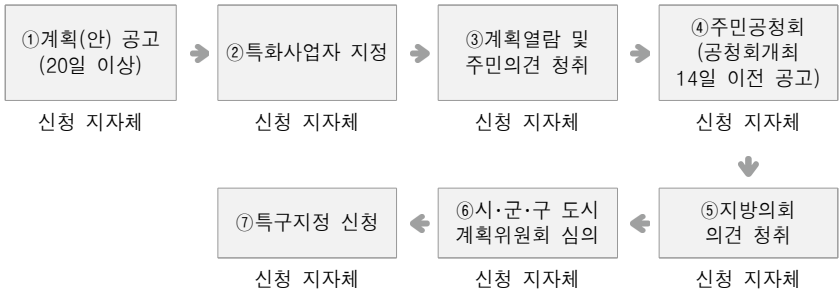 ①계획(안) 공고
(20일 이상)
신청 지자체
②특화사업자 지정
신청 지자체
③계획열람 및
주민의견 청취
신청 지자체
④주민공청회
(공청회개최
14일 이전 공고)
신청 지자체
⑤지방의회
의견 청취
신청 지자체
⑥시·군·구 도시
계획위원회 심의
신청 지자체
⑦특구지정 신청
신청 지자체